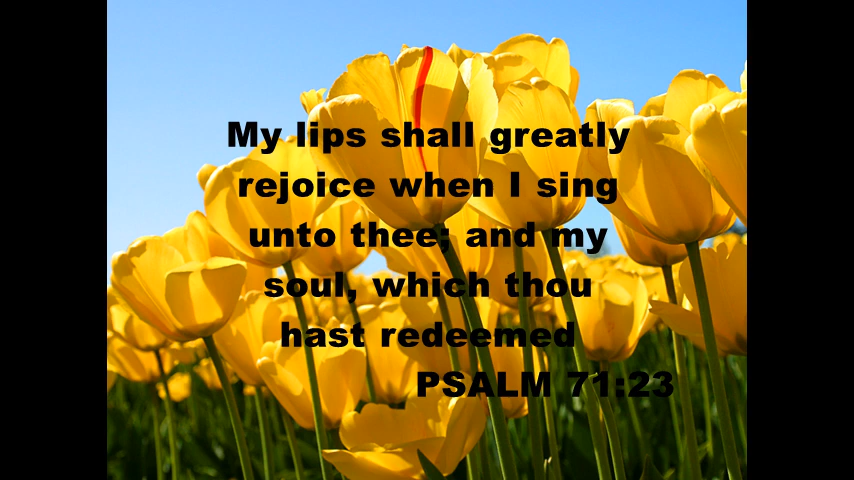 My lips shall greatly
rejoice when I sing
unto thee; and my
soul, which thou
hast redeemed
PSALM 71:23